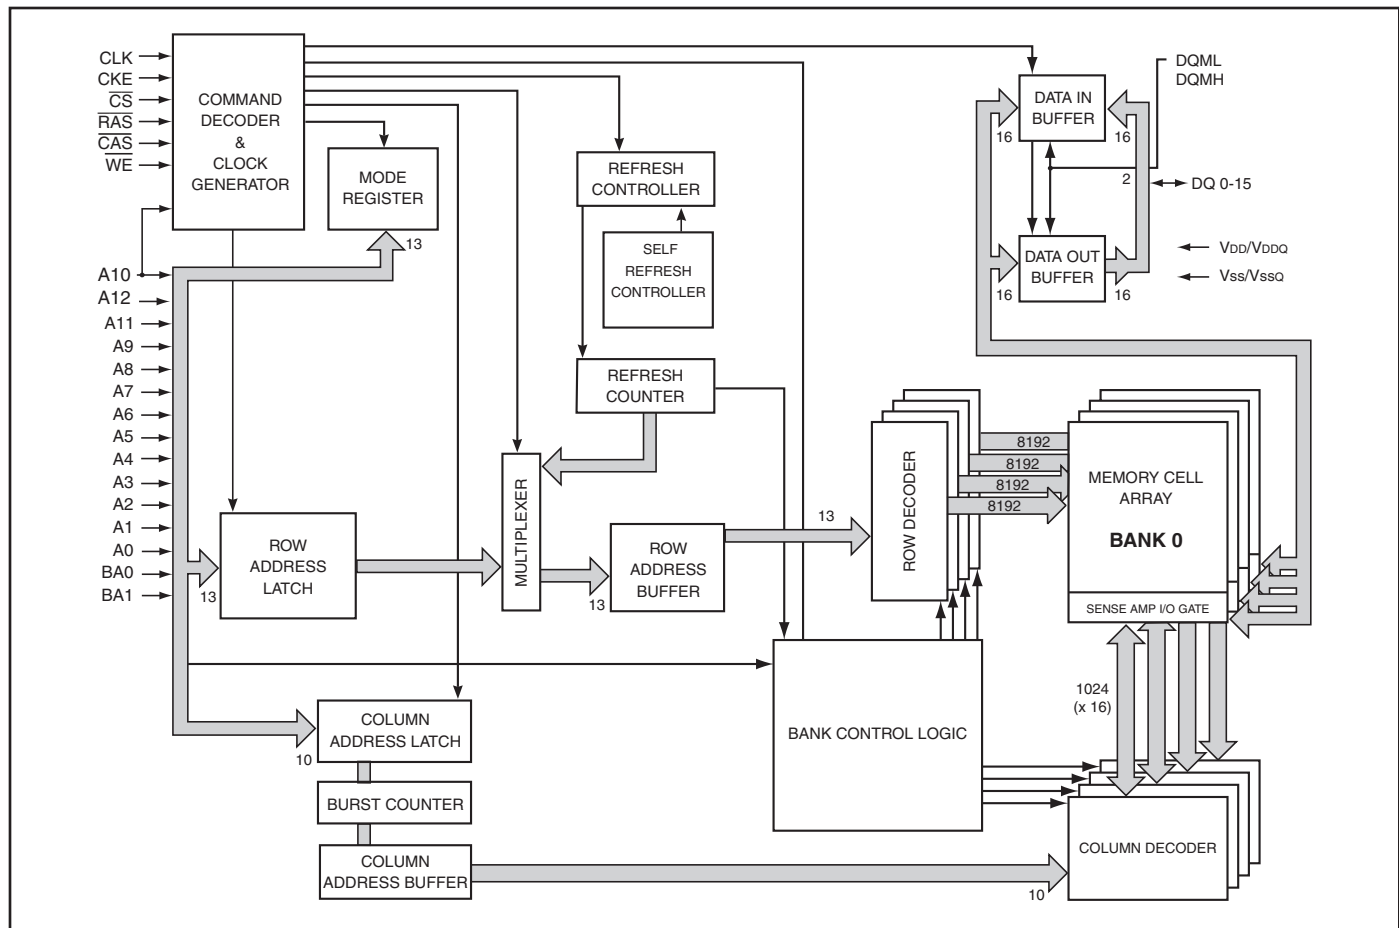 CLK
CKE
CS
RAS
CAS
WE
A10
A12
A11
A9
A8
A7
A6
A5
A4
A3
A2
A1
A0
BA0
BA1
COMMAND
DECODER
&
CLOCK
GENERATOR
MODE
REGISTER
13
REFRESH
CONTROLLER
SELF
REFRESH
CONTROLLER
REFRESH
COUNTER
DATA IN
BUFFER
16
16
DQML
DQMH
2
DQ 0-15
DATA OUT
BUFFER
16
16
VDD/VDDQ
Vss/VssQ
13
ROW
ADDRESS
LATCH
MULTIPLEXER
13
ROW
ADDRESS
BUFFER
13
ROW DECODER
8192
8192
8192
8192
MEMORY CELL
ARRAY
BANK 0
SENSE AMP I/O GATE
1024
(x 16)
BANK CONTROL LOGIC
10
COLUMN
ADDRESS LATCH
BURST COUNTER
COLUMN
ADDRESS BUFFER
10
COLUMN DECODER